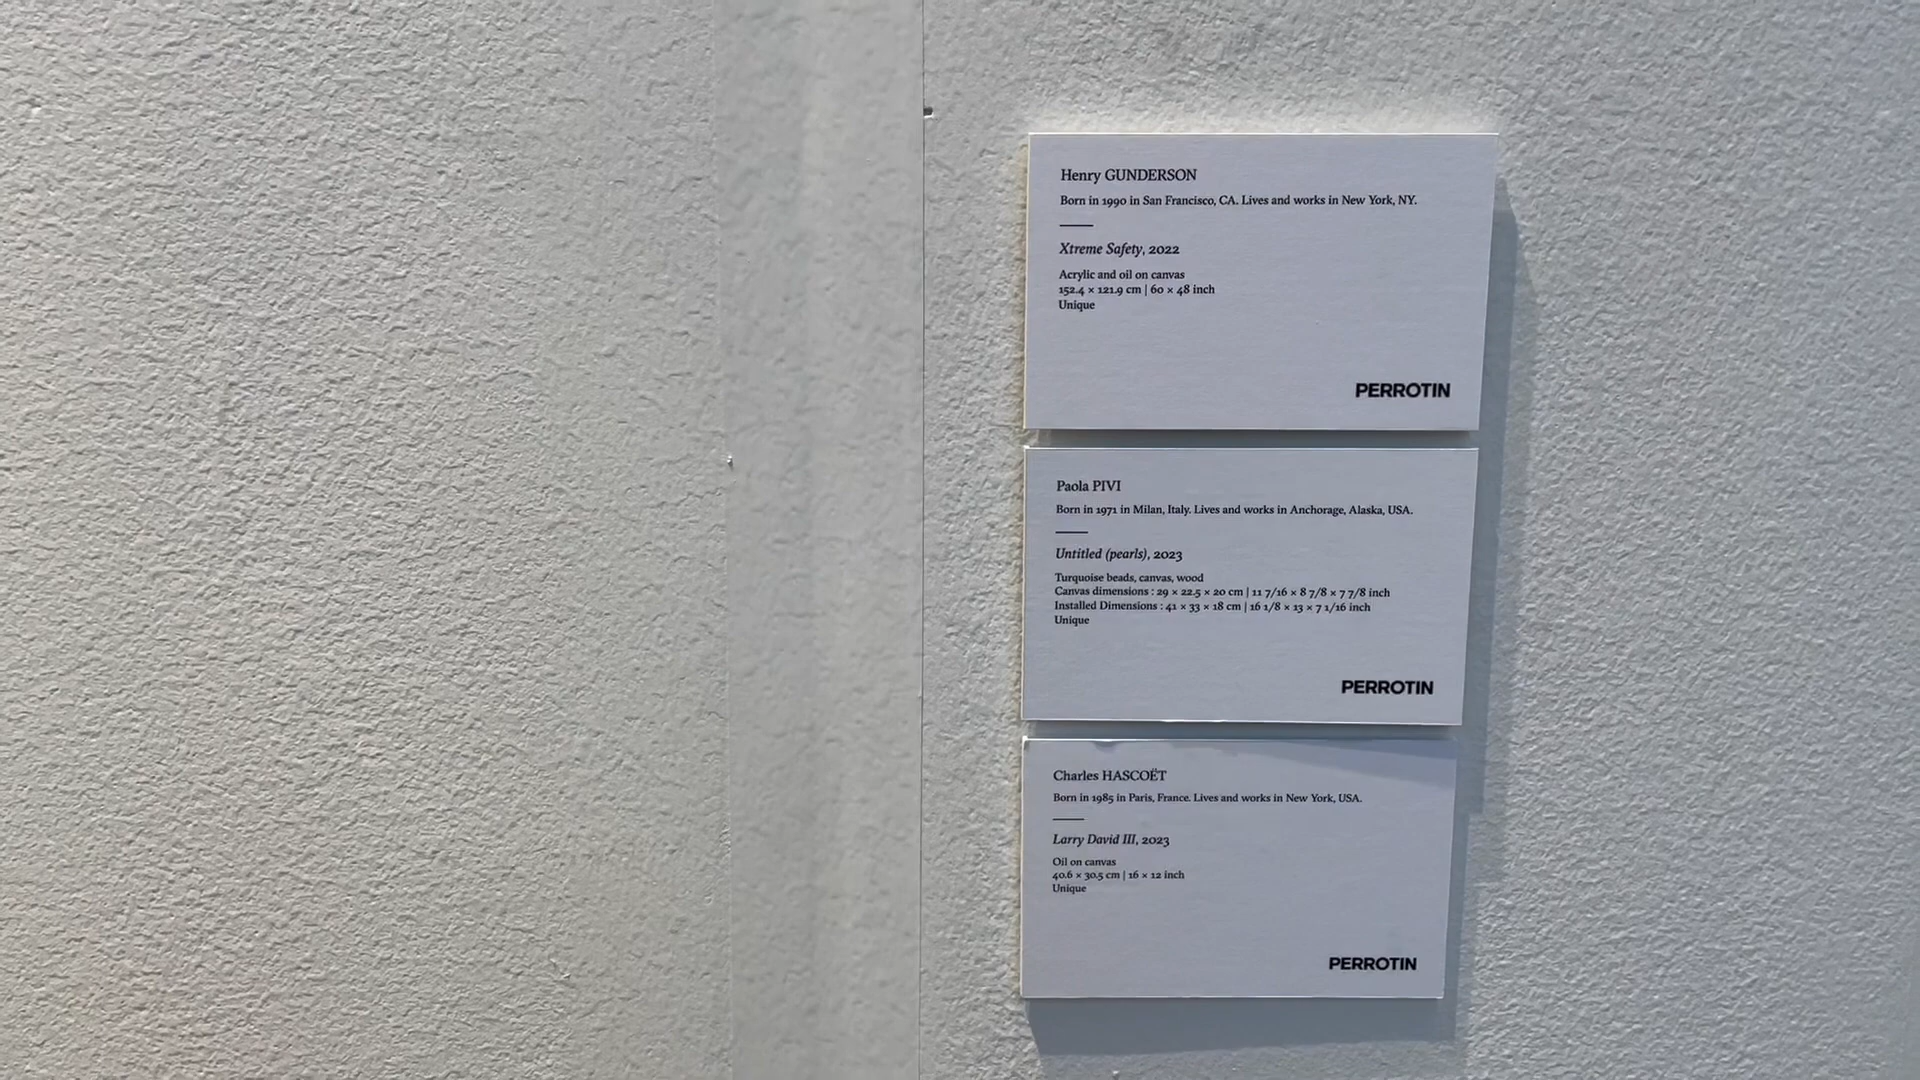 Henry GUNDERSON
Born in 1990 in San Francisco, CA. Lives and works in New York, NY.
Xtreme Safety, 2022
Acrylic and oil on canvas
152.4 × 121.9 cm | 60 × 48 inch
Unique
PERROTIN
Paola PIVI
Born in 1971 in Milan, Italy. Lives and works in Anchorage, Alaska, USA.
Untitled (pearls), 2023
Turquoise beads, canvas, wood
Canvas dimensions : 29 × 22.5 × 20 cm | 11 7/16 × 8 7/8 × 7 7/8 inch
Installed Dimensions : 41 × 33 × 18 cm | 16 1/8 × 13 × 7 1/16 inch
Unique
PERROTIN
Charles HASCOËT
Born in 1985 in Paris, France. Lives and works in New York, USA.
Larry David III, 2023
Oil on canvas
40.6 × 30.5 cm | 16 × 12 inch
Unique
PERROTIN